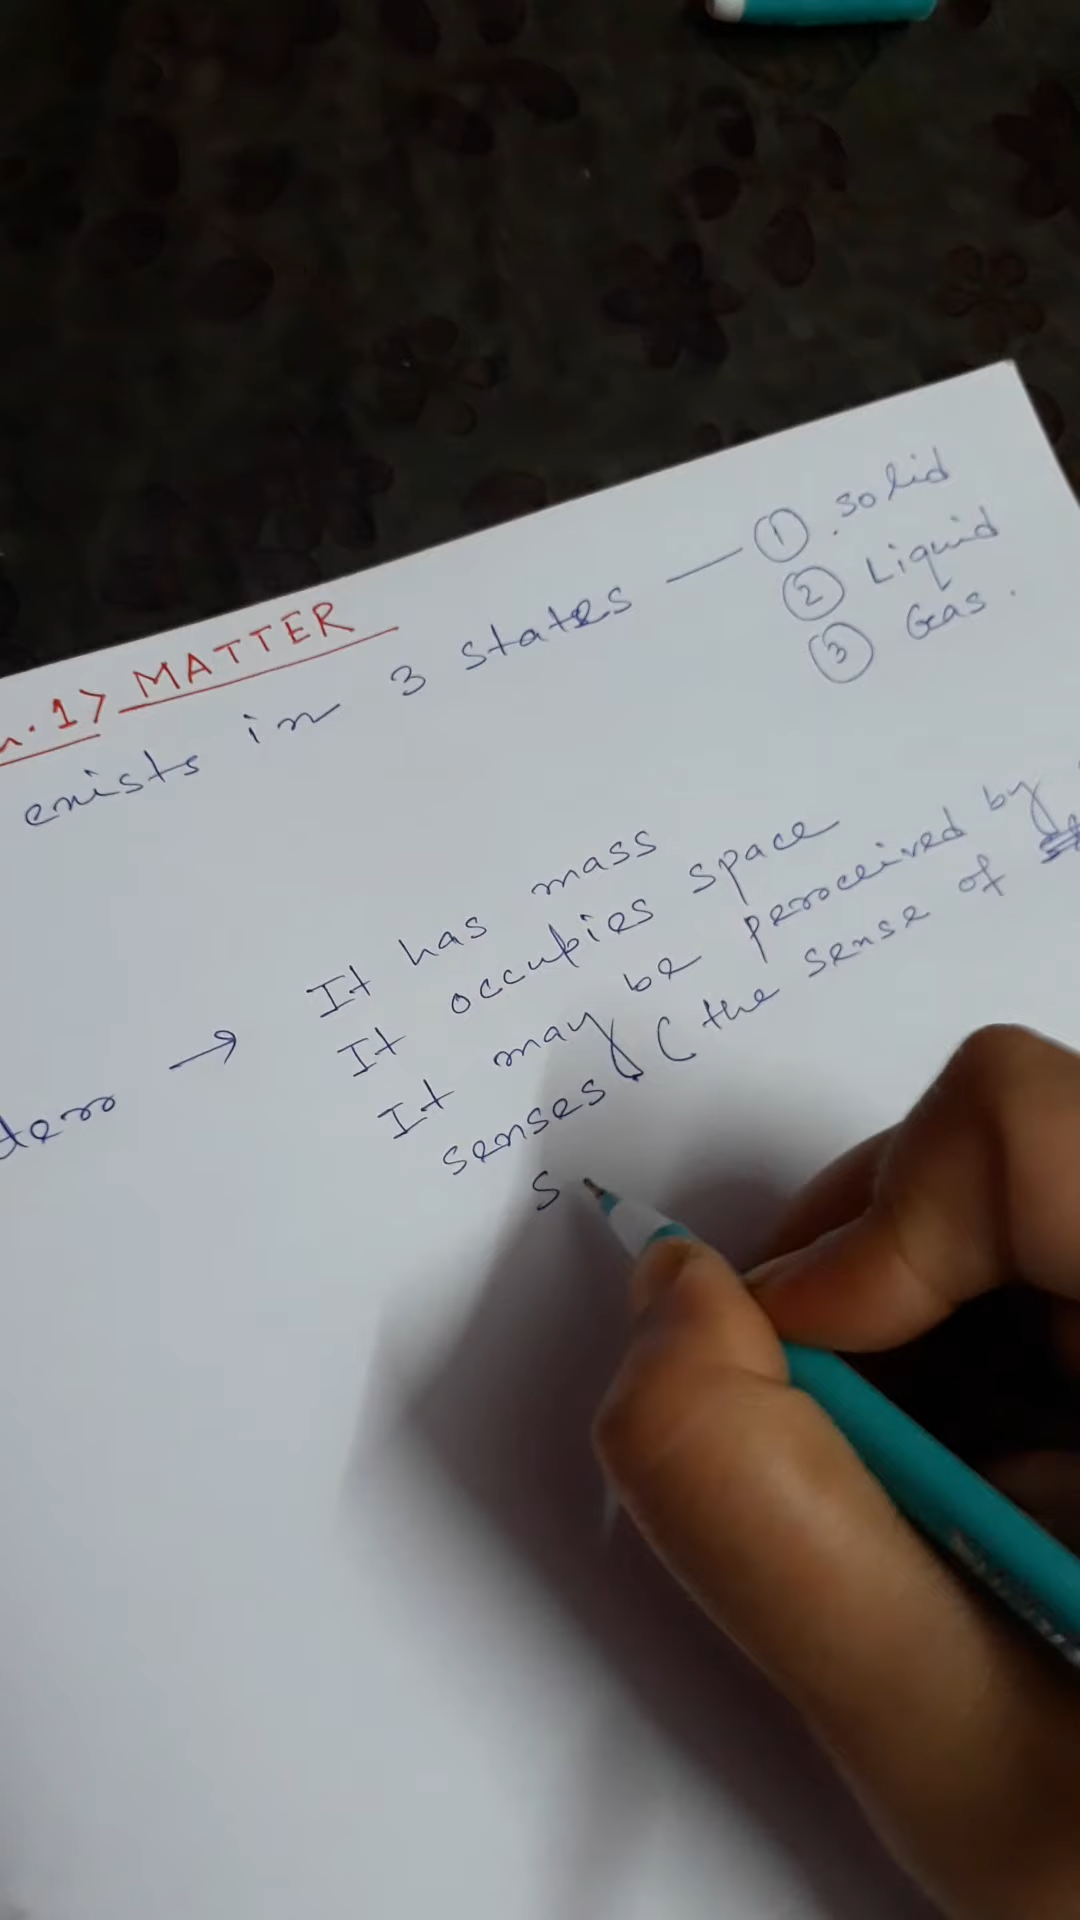 . 1> MATTER
exists in 3 states — ① solid
② Liquid
③ Gas.
→ It has mass
It occupies space
It may be perceived by
senses. (the sense of
S